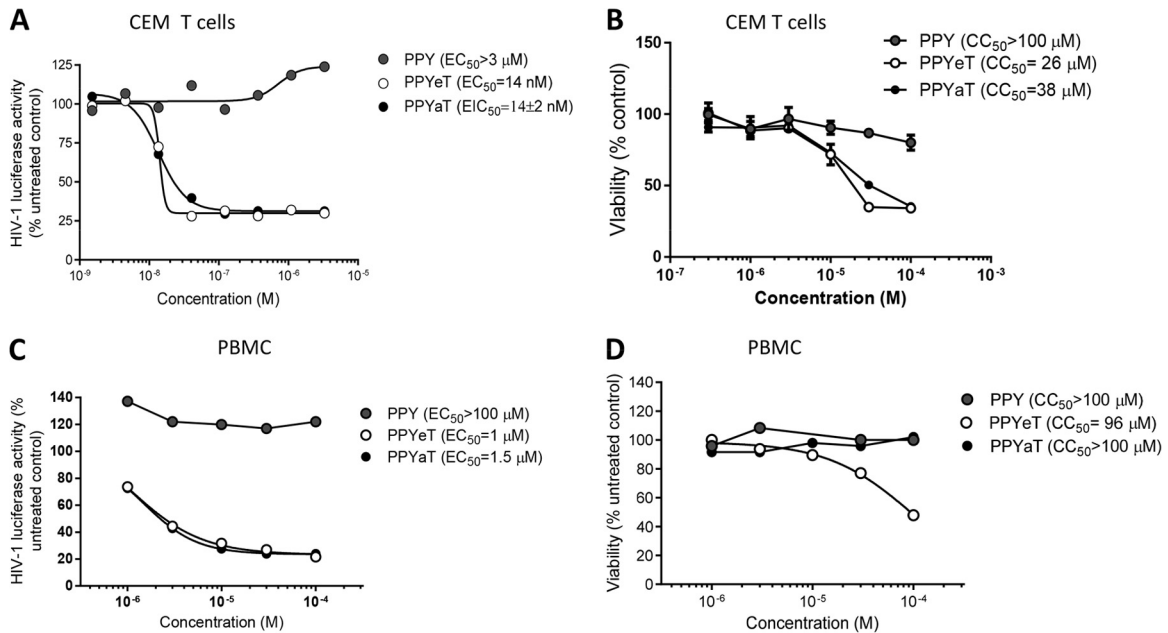 A
CEM T cells
PPY (EC50>3 μM)
PPYeT (EC50=14 nM)
PPYaT (EIC50=14±2 nM)
HIV-1 luciferase activity
(% untreated control)
125
100
75
50
25
0
10-9
10-8
10-7
10-6
10-5
Concentration (M)
B
CEM T cells
PPY (CC50>100 μM)
PPYeT (CC50= 26 μM)
PPYaT (CC50=38 μM)
VIability (% control)
150
100
50
0
10-7
10-6
10-5
10-4
10-3
Concentration (M)
C
PBMC
PPY (EC50>100 μM)
PPYeT (EC50=1 μM)
PPYaT (EC50=1.5 μM)
HIV-1 luciferase activity (%
untreated control)
140
120
100
80
60
40
20
0
10-6
10-5
10-4
Concentration (M)
D
PBMC
PPY (CC50>100 μM)
PPYeT (CC50= 96 μM)
PPYaT (CC50>100 μM)
Viability (% untreated control)
140
120
100
80
60
40
20
0
10-6
10-5
10-4
Concentration (M)